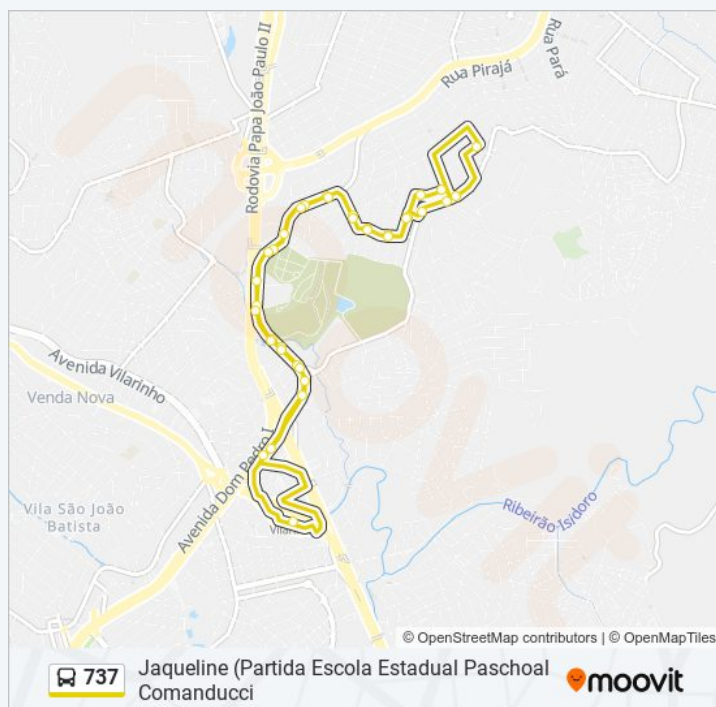 Rodovia Papa João Paulo II
Rua Pirajá
Rua Pará
Avenida Vilarinho
Venda Nova
Avenida Dom Pedro I
Vila São João
Batista
Ribeirão Isidoro
© OpenStreetMap contributors | © OpenMapTiles
737
Jaqueline (Partida Escola Estadual Paschoal
Comanducci
moovit